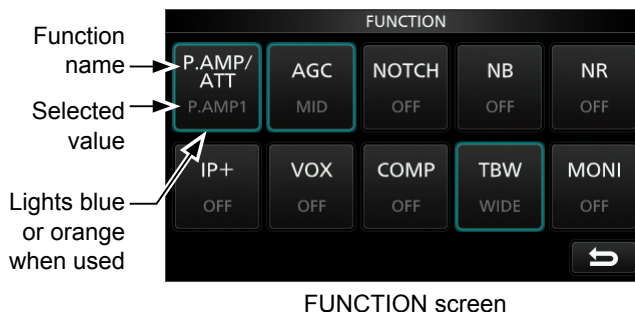 FUNCTION
Function
name
P.AMP/
ATT
P.AMP1
AGC
MID
NOTCH
OFF
NB
OFF
NR
OFF
Selected
value
IP+
OFF
VOX
OFF
COMP
OFF
TBW
WIDE
MONI
OFF
Lights blue
or orange
when used
FUNCTION screen